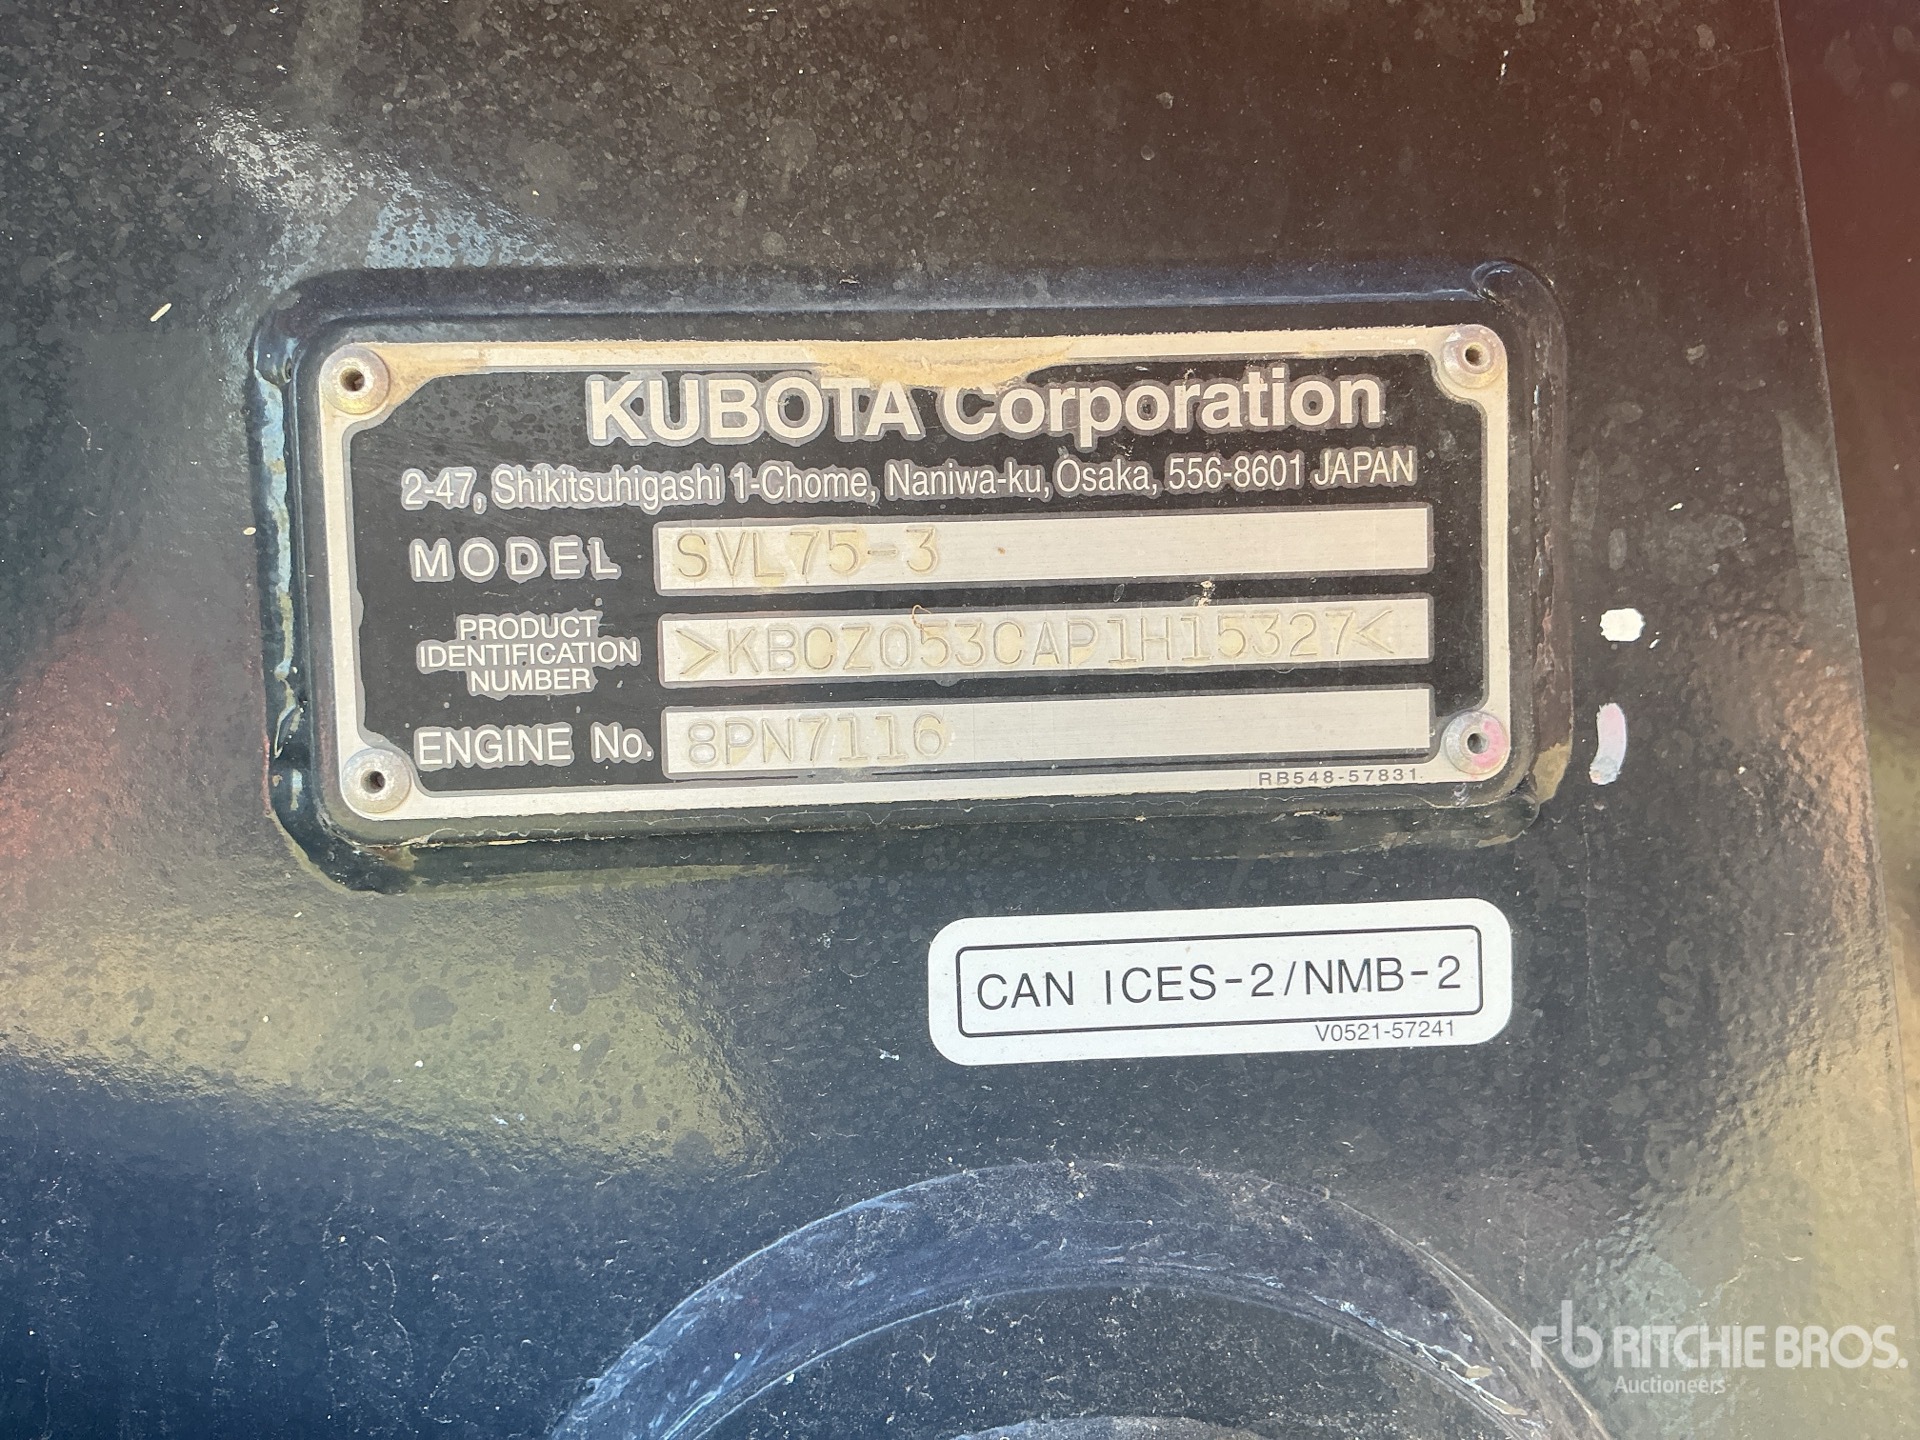 KUBOTA Corporation
2-47, Shikitsuhigashi 1-Chome, Naniwa-ku, Osaka, 556-8601 JAPAN
MODEL SVL75-3
PRODUCT
IDENTIFICATION
NUMBER
>KBCZ053CAP1H15327<
ENGINE No. 8PN7116
RB548-57831
CAN ICES-2/NMB-2
V0521-57241
rb RITCHIE BROS.
Auctioneers